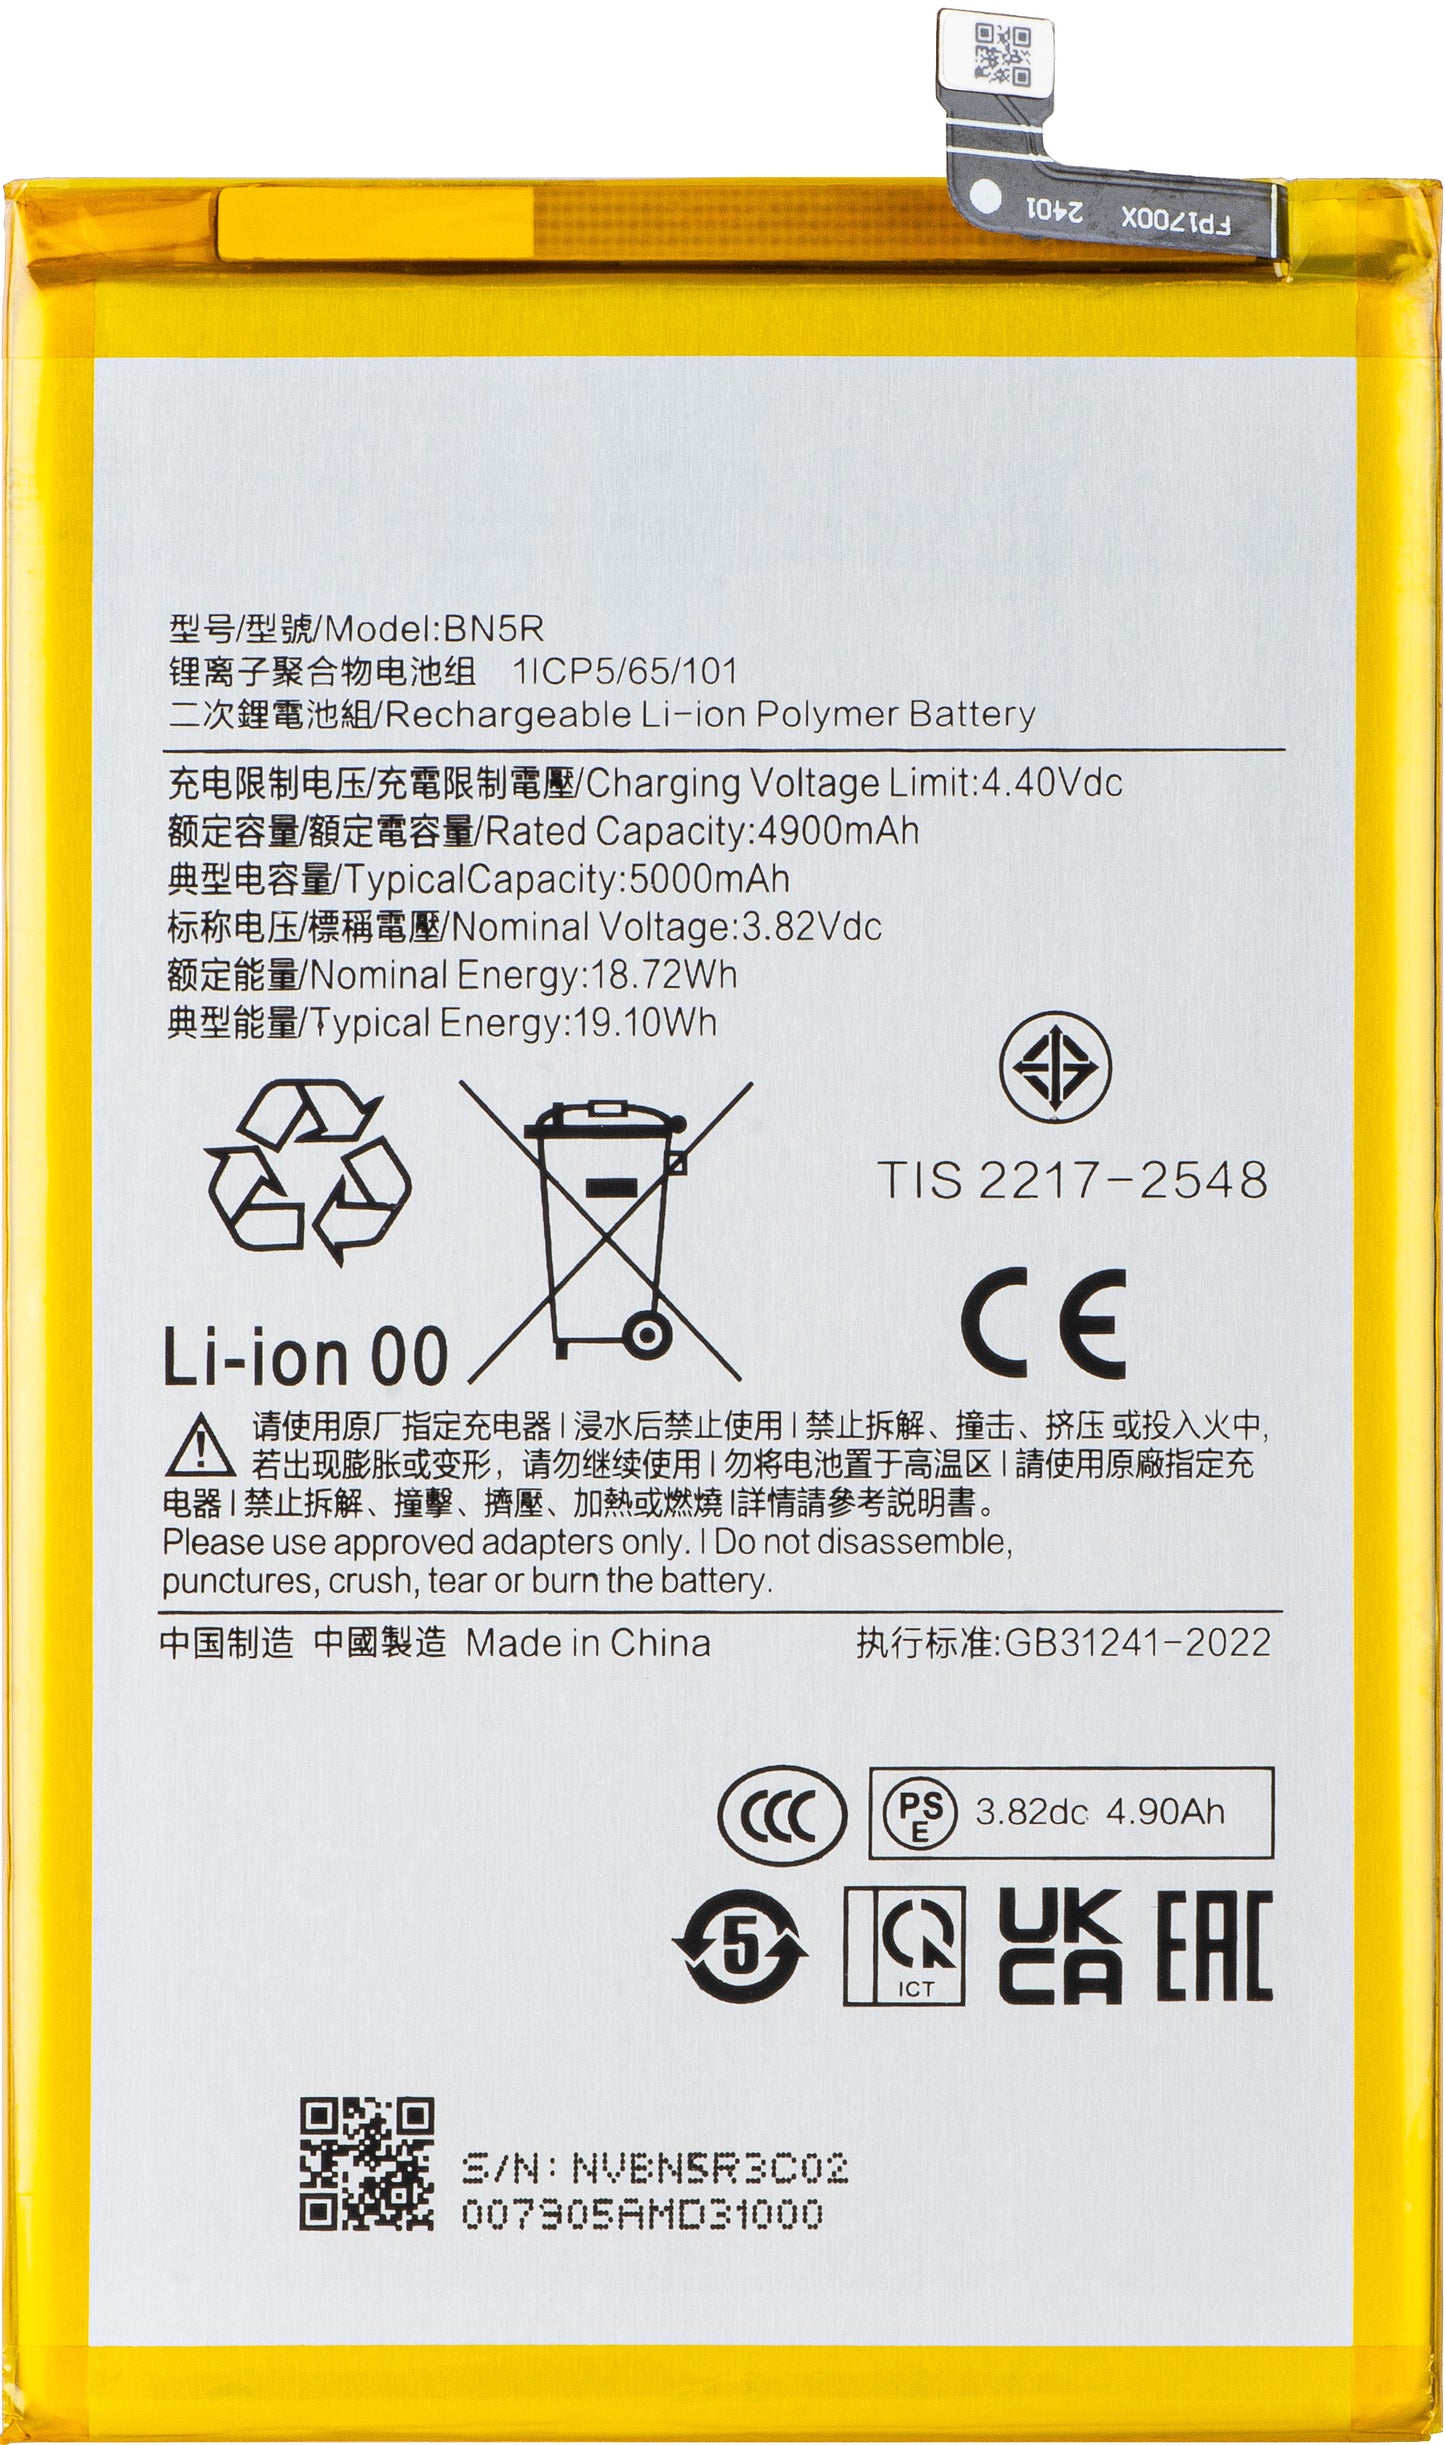 FP1700X 2401
型号/型號/Model:BN5R
锂离子聚合物电池组 1ICP5/65/101
二次鋰電池組/Rechargeable Li-ion Polymer Battery
充电限制电压/充電限制電壓/Charging Voltage Limit:4.40Vdc
额定容量/額定電容量/Rated Capacity:4900mAh
典型电容量/TypicalCapacity:5000mAh
标称电压/標稱電壓/Nominal Voltage:3.82Vdc
额定能量/Nominal Energy:18.72Wh
典型能量/Typical Energy:19.10Wh
TIS 2217-2548
CE
Li-ion 00
请使用原厂指定充电器 | 浸水后禁止使用 | 禁止拆解、撞击、挤压 或投入火中,
若出现膨胀或变形, 请勿继续使用 | 勿将电池置于高温区 | 請使用原廠指定充
电器 | 禁止拆解、撞擊、擠壓、加熱或燃燒 |詳情請參考説明書。
Please use approved adapters only. | Do not disassemble,
punctures, crush, tear or burn the battery.
中国制造 中國製造 Made in China 执行标准:GB31241-2022
CCC PSE 3.82dc 4.90Ah
5 ICT UKCA EAC
S/N: NVBN5R3C02
007905AMD31000